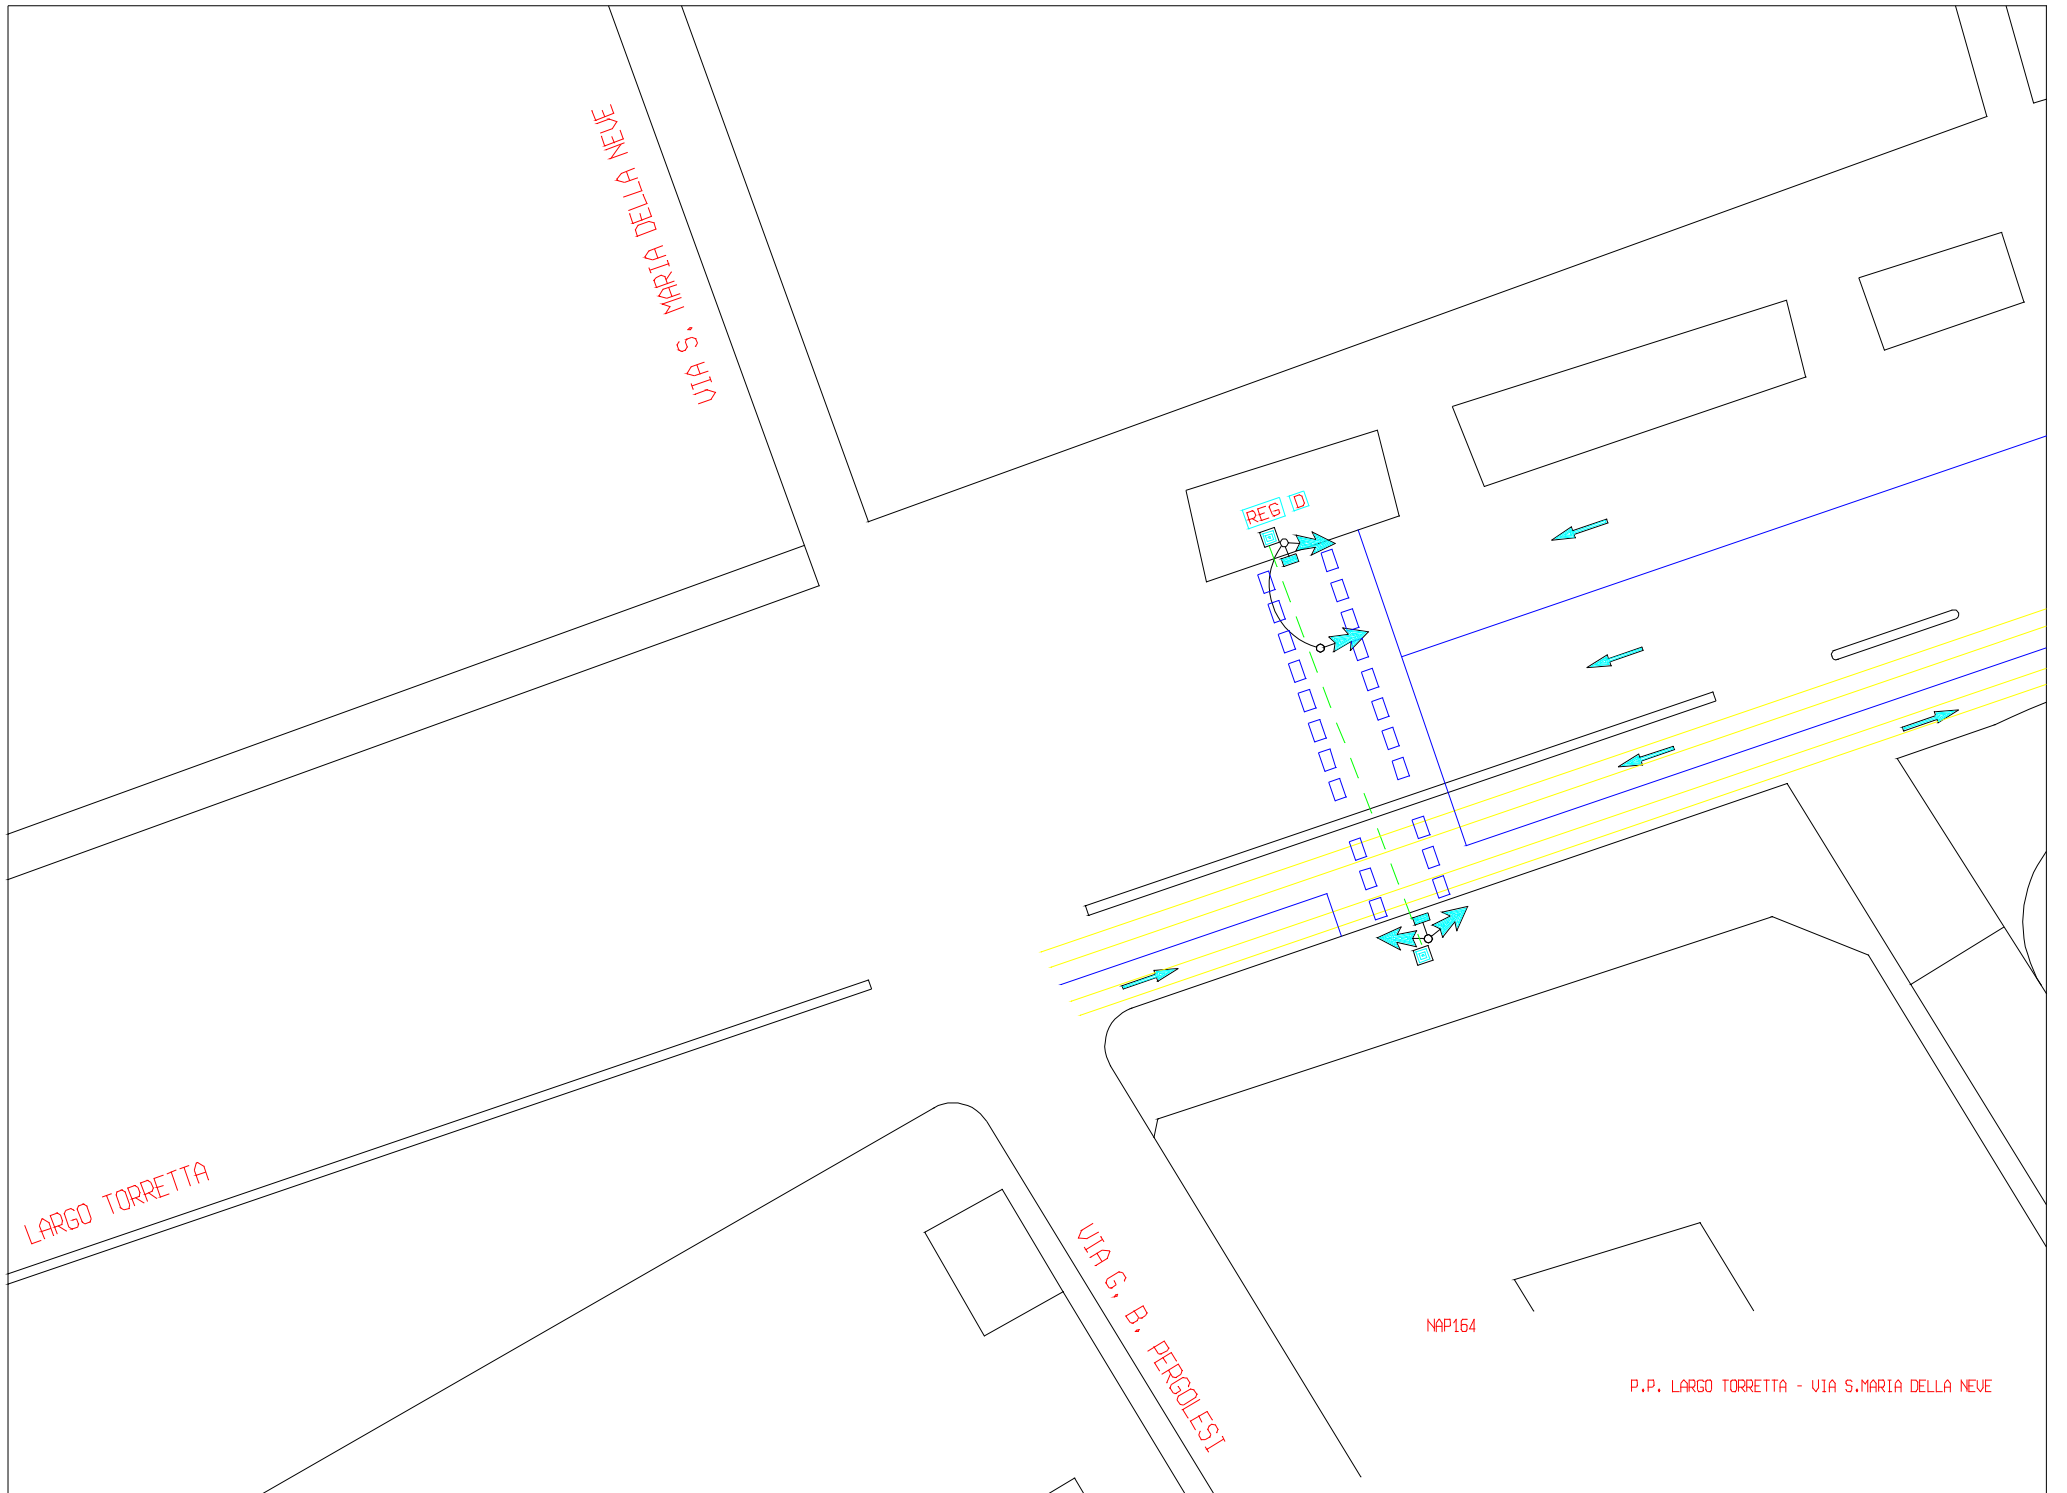 VIA S. MARIA DELLA NEVE
REG D
LARGO TORRETTA
VIA G. B. PERGOLESI
NAP164
P.P. LARGO TORRETTA - VIA S.MARIA DELLA NEVE